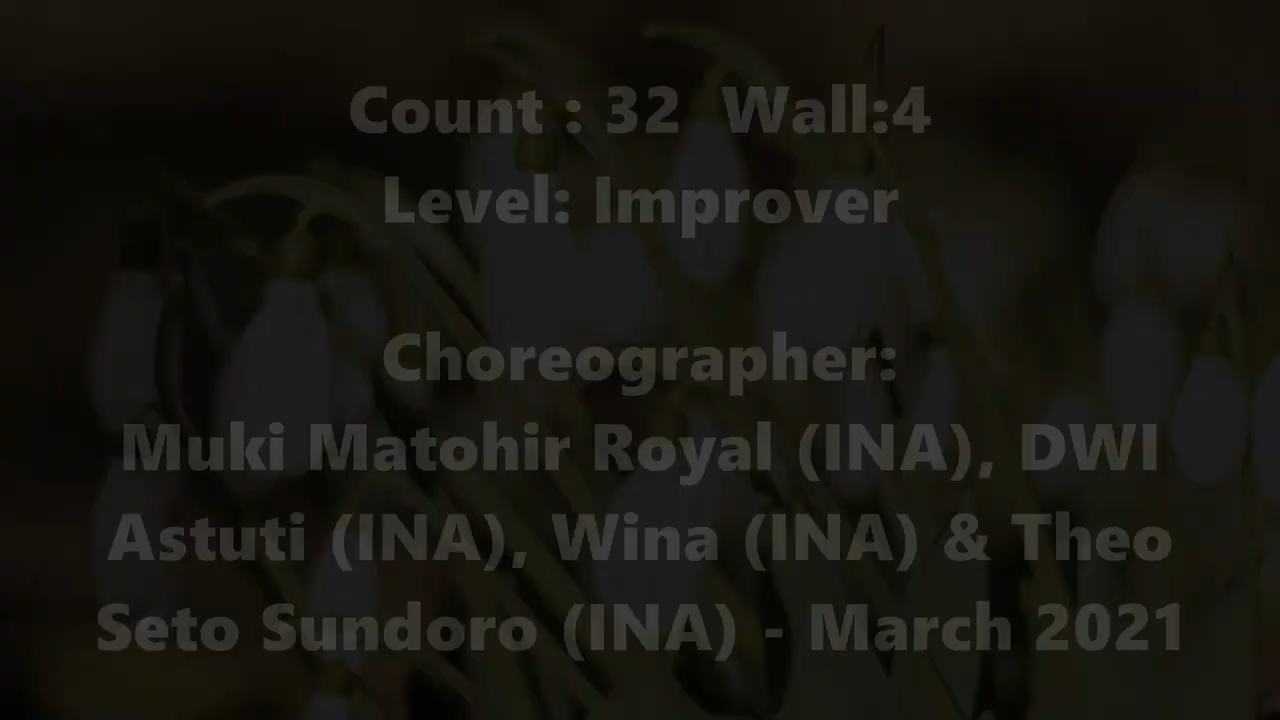 Count : 32 Wall:4
Level: Improver
Choreographer:
Muki Matohir Royal (INA), DWI
Astuti (INA), Wina (INA) & Theo
Seto Sundoro (INA) - March 2021